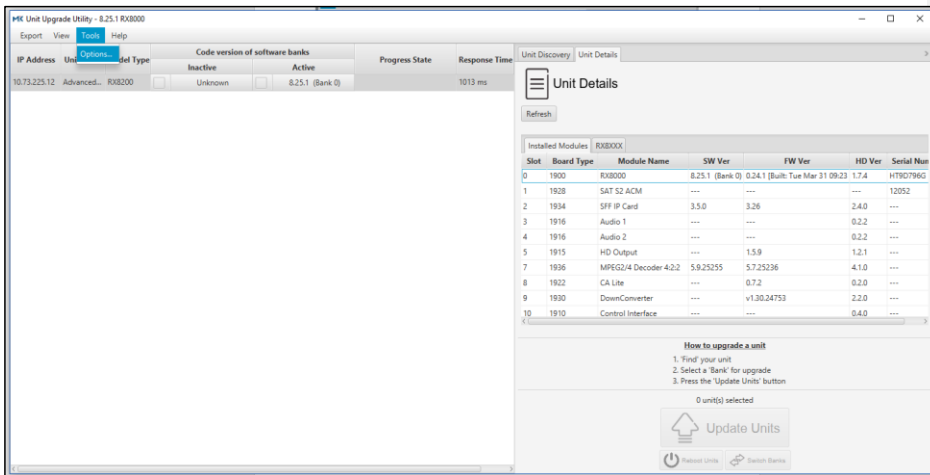 MK Unit Upgrade Utility - 8.25.1 RX8000
Export View Tools Help
Options...
IP Address Uni del Type Code version of software banks Progress State Response Time
Inactive Active
10.73.225.12 Advanced... RX8200 Unknown 8.25.1 (Bank 0) 1013 ms
Unit Discovery Unit Details
Unit Details
Refresh
Installed Modules RX8XXX
Slot Board Type Module Name SW Ver FW Ver HD Ver Serial Nun
0 1900 RX8000 8.25.1 (Bank 0) 0.24.1 [Built: Tue Mar 31 09:23 1.7.4 HT9D796G
1 1928 SAT S2 ACM --- --- --- 12052
2 1934 SFF IP Card 3.5.0 3.26 2.4.0 ---
3 1916 Audio 1 --- --- 0.2.2 ---
4 1916 Audio 2 --- --- 0.2.2 ---
5 1915 HD Output --- 1.5.9 1.2.1 ---
7 1936 MPEG2/4 Decoder 4:2:2 5.9.25255 5.7.25236 4.1.0 ---
8 1922 CA Lite --- 0.7.2 0.2.0 ---
9 1930 DownConverter --- v1.30.24753 2.2.0 ---
10 1910 Control Interface --- --- 0.4.0 ---
How to upgrade a unit
1. 'Find' your unit
2. Select a 'Bank' for upgrade
3. Press the 'Update Units' button
0 unit(s) selected
Update Units
Reboot Units Switch Banks